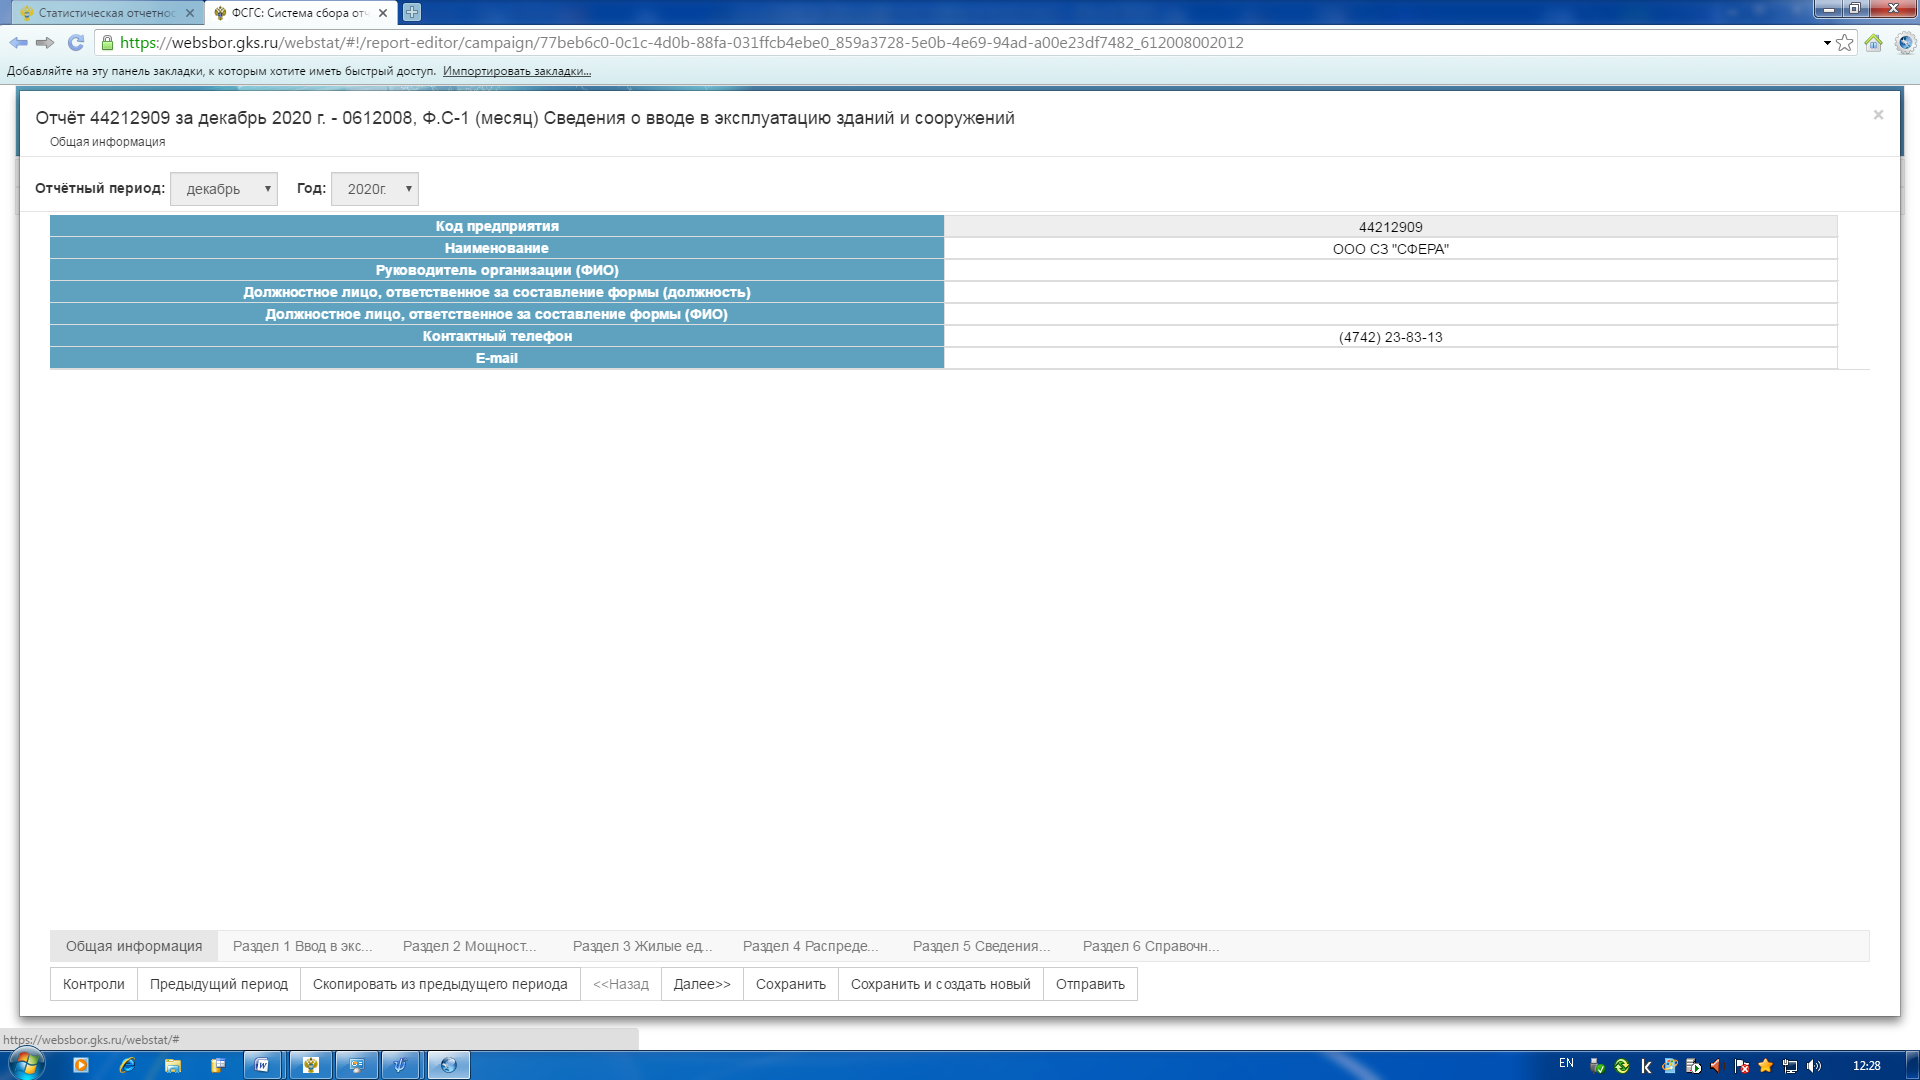 Статистическая отчетнос
ФСГС: Система сбора от
https://websbor.gks.ru/webstat/#!/report-editor/campaign/77beb6c0-0c1c-4d0b-88fa-031ffcb4ebe0_859a3728-5e0b-4e69-94ad-a00e23df7482_612008002012
Добавляйте на эту панель закладки, к которым хотите иметь быстрый доступ. Импортировать закладки...
Отчёт 44212909 за декабрь 2020 г. - 0612008, Ф.С-1 (месяц) Сведения о вводе в эксплуатацию зданий и сооружений
×
Общая информация
Отчётный период: декабрь Год: 2020г.
Код предприятия 44212909
Наименование ООО СЗ "СФЕРА"
Руководитель организации (ФИО)
Должностное лицо, ответственное за составление формы (должность)
Должностное лицо, ответственное за составление формы (ФИО)
Контактный телефон (4742) 23-83-13
E-mail
Общая информация Раздел 1 Ввод в экс... Раздел 2 Мощност... Раздел 3 Жилые ед... Раздел 4 Распреде... Раздел 5 Сведения... Раздел 6 Справочн...
Контроли Предыдущий период Скопировать из предыдущего периода <<Назад Далее>> Сохранить Сохранить и создать новый Отправить
https://websbor.gks.ru/webstat/#
EN 12:28